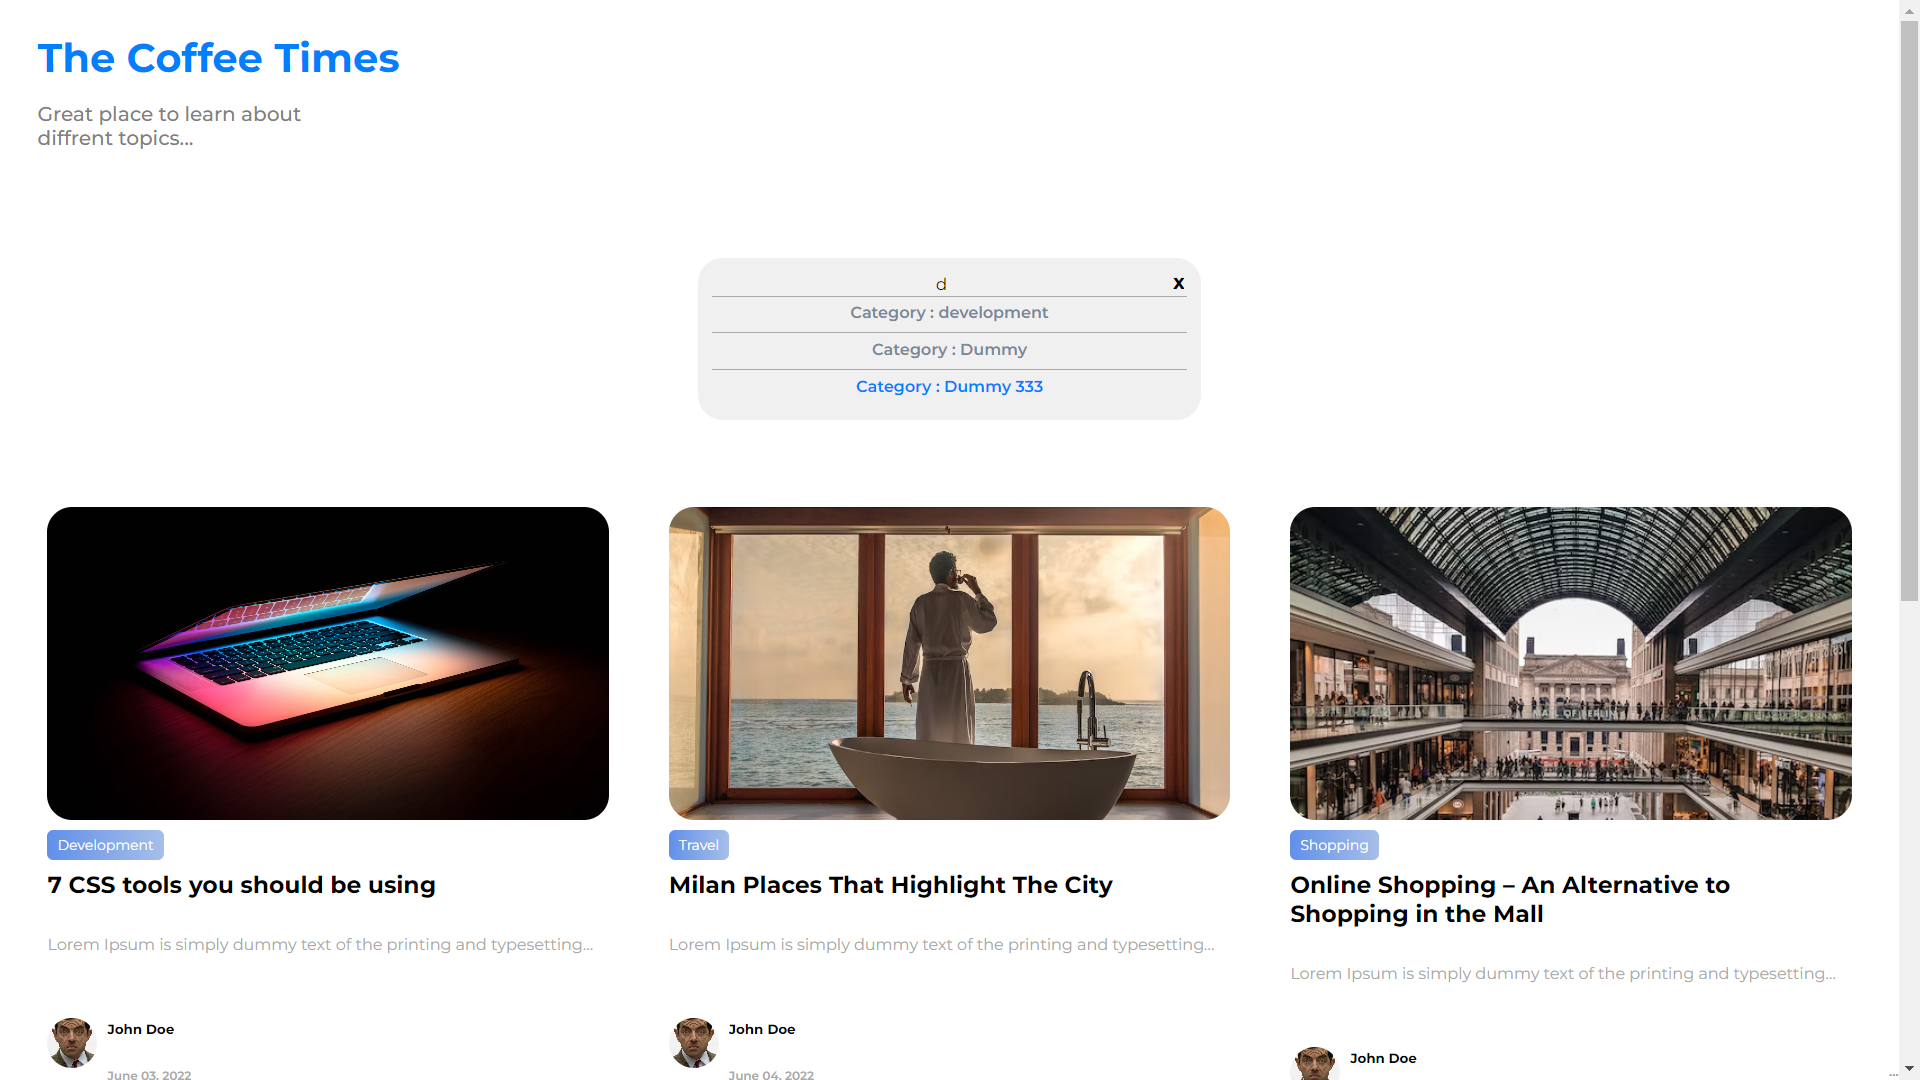 The Coffee Times
Great place to learn about
diffrent topics...
d
X
Category : development
Category : Dummy
Category : Dummy 333
Development
7 CSS tools you should be using
Lorem Ipsum is simply dummy text of the printing and typesetting...
John Doe
June 03, 2022
Travel
Milan Places That Highlight The City
Lorem Ipsum is simply dummy text of the printing and typesetting...
John Doe
June 04, 2022
MALL OF BERLIN
Shopping
Online Shopping – An Alternative to
Shopping in the Mall
Lorem Ipsum is simply dummy text of the printing and typesetting...
John Doe
...